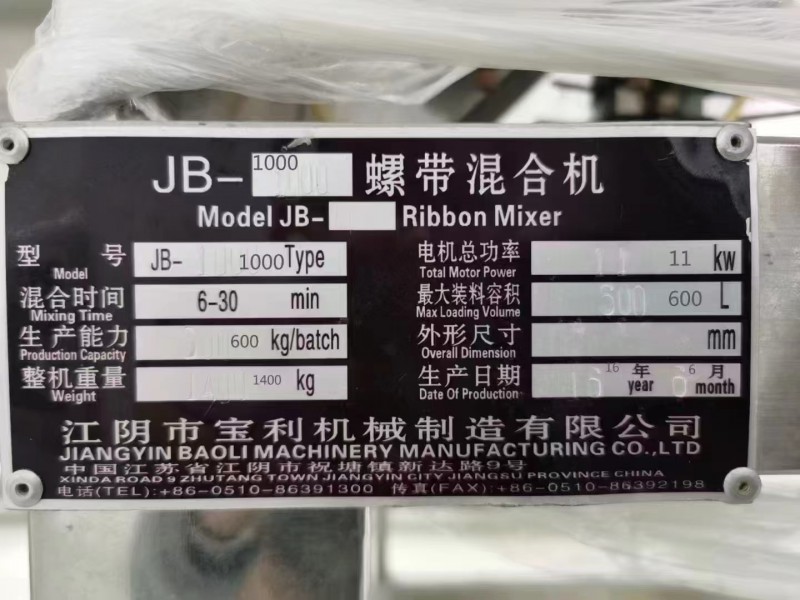 JB-1000 螺带混合机
Model JB- Ribbon Mixer
型 号 JB- 1000Type 电机总功率 11 kw
Model Total Motor Power
混合时间 6-30 min 最大装料容积 600 L
Mixing Time Max Loading Volume
生产能力 600 kg/batch 外形尺寸 mm
Production Capacity Overall Dimension
整机重量 1400 kg 生产日期 16 年 6 月
Weight Date Of Production year month
江阴市宝利机械制造有限公司
JIANGYIN BAOLI MACHINERY MANUFACTURING CO.,LTD
中国江苏省江阴市祝塘镇新达路9号
XINDA ROAD 9 ZHUTANG TOWN JIANGYIN CITY JIANGSU PROVINCE CHINA
电话(TEL):+86-0510-86391300 传真(FAX):+86-0510-86392198